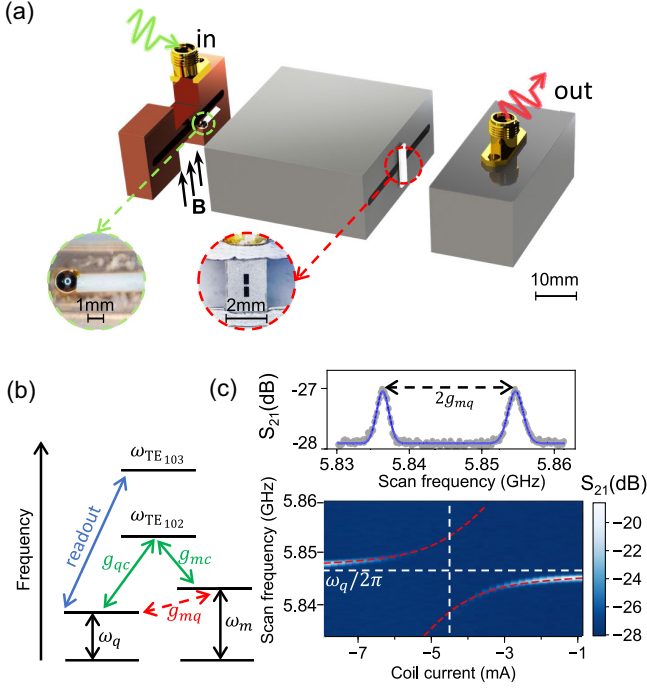 (a)
in
out
B
1mm
2mm
10mm
(b)
Frequency
ω_TE₁₀₃
ω_TE₁₀₂
readout
g_qc
g_mc
g_mq
ω_q
ω_m
(c)
S₂₁(dB)
-27
-28
2g_mq
5.83 5.84 5.85 5.86
Scan frequency (GHz)
S₂₁(dB)
Scan frequency (GHz)
5.86
5.85
5.84
ω_q/2π
-7 -5 -3 -1
Coil current (mA)
-20
-22
-24
-26
-28